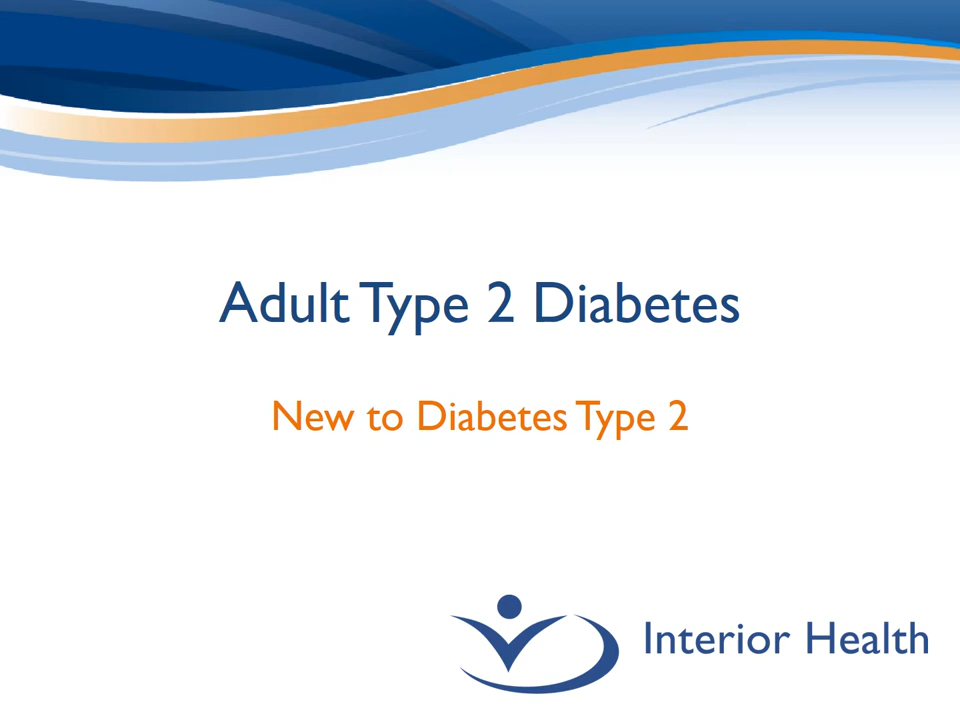 Adult Type 2 Diabetes
New to Diabetes Type 2
Interior Health